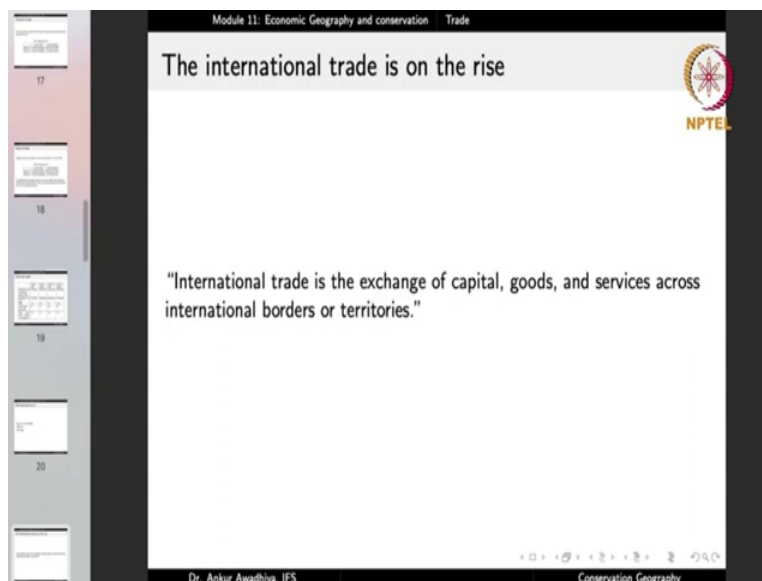 Module 11: Economic Geography and conservation Trade
The international trade is on the rise
NPTEL
"International trade is the exchange of capital, goods, and services across
international borders or territories."
Dr. Ankur Awadhiya, IFS Conservation Geography
17
18
19
20